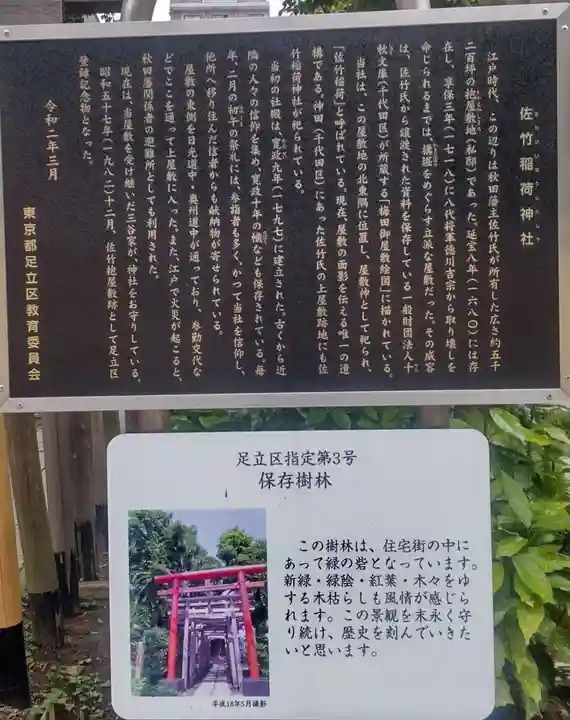 佐竹稲荷神社
さたけいなりじんじゃ
江戸時代、この辺りは秋田藩主佐竹氏が所有した広さ約五千
二百坪の抱屋敷地（私邸）であった。延宝八年（一六八〇）には存
在し、享保三年（一七一八）に八代将軍徳川吉宗から取り壊しを
命じられるまでは、構堀をめぐらす立派な屋敷だった。その威容
は、佐竹氏から譲渡された資料を保存している一般財団法人千
秋文庫（千代田区）が所蔵する「梅田御屋敷絵図」に描かれている。
当社は、この屋敷地の北東隅に位置し、屋敷神として祀られ、
「佐竹稲荷」と呼ばれている。現在、屋敷の面影を伝える唯一の遺
構である。神田（千代田区）にあった佐竹氏の上屋敷跡地にも佐
竹稲荷神社が祀られている。
当初の社殿は、寛政九年（一七九七）に建立された。古くから近
隣の人々の信仰を集め、寛政十年の幟なども保存されている。毎
年、二月の初午の祭礼には、参詣者も多く、かつて当社を信仰し、
他所へ移り住んだ信者からも献納物が寄せられている。
屋敷の東側を日光道中・奥州道中が通っており、参勤交代な
どでここを通って上屋敷に入った。また、江戸で火災が起こると、
秋田藩関係者の避難所としても利用された。
現在は、当屋敷を受け継いだ三谷家が、神社をお守りしている。
昭和五十七年（一九八二）十二月、佐竹抱屋敷跡として足立区
登録記念物となった。
令和二年三月
東京都足立区教育委員会
足立区指定第3号
保存樹林
この樹林は、住宅街の中に
あって緑の砦となっています。
新緑・緑陰・紅葉・木々をゆ
する木枯らしも風情が感じら
れます。この景観を末永く守
り続け、歴史を刻んでいきた
いと思います。
平成18年5月撮影